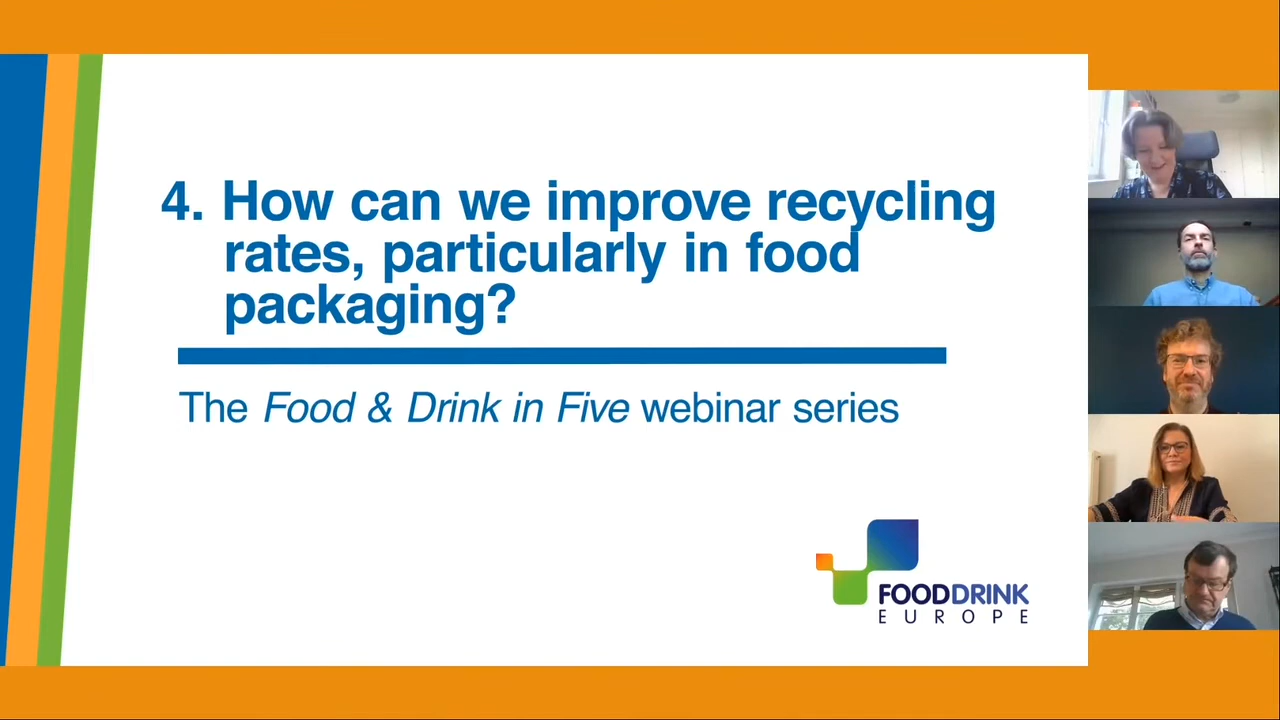 4. How can we improve recycling
rates, particularly in food
packaging?
The Food & Drink in Five webinar series
FOODDRINK
EUROPE